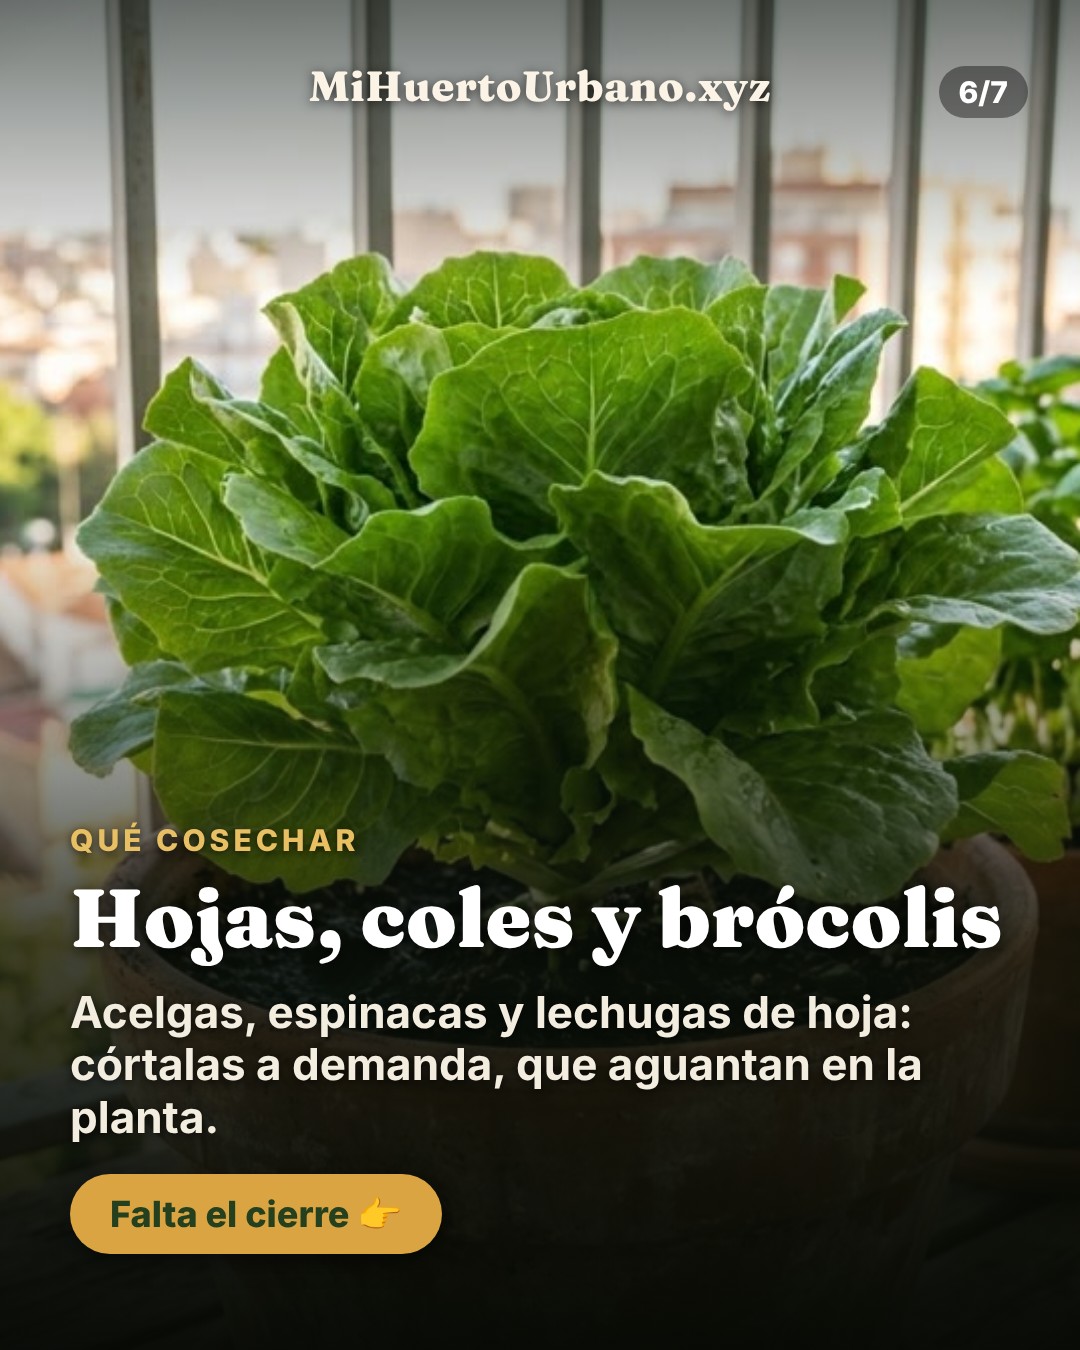 MiHuertoUrbano.xyz
6/7
QUÉ COSECHAR
Hojas, coles y brócolis
Acelgas, espinacas y lechugas de hoja:
córtalas a demanda, que aguantan en la
planta.
Falta el cierre 👉